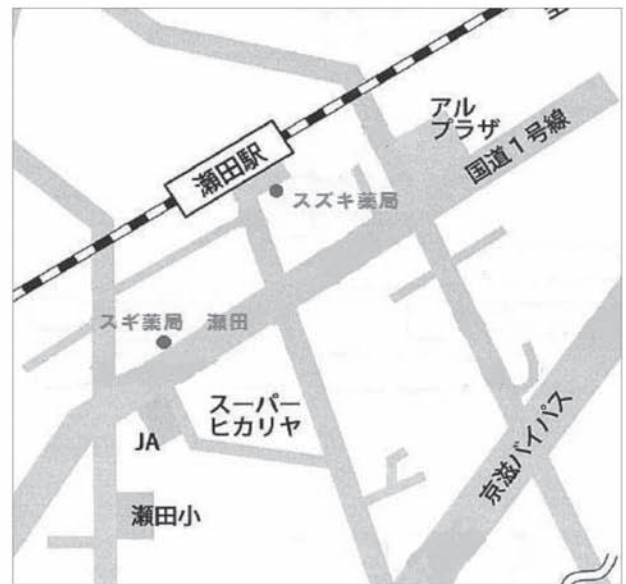 アル
プラザ
国道1号線
瀬田駅
スズキ薬局
スギ薬局 瀬田
スーパー
ヒカリヤ
JA
京滋バイパス
瀬田小